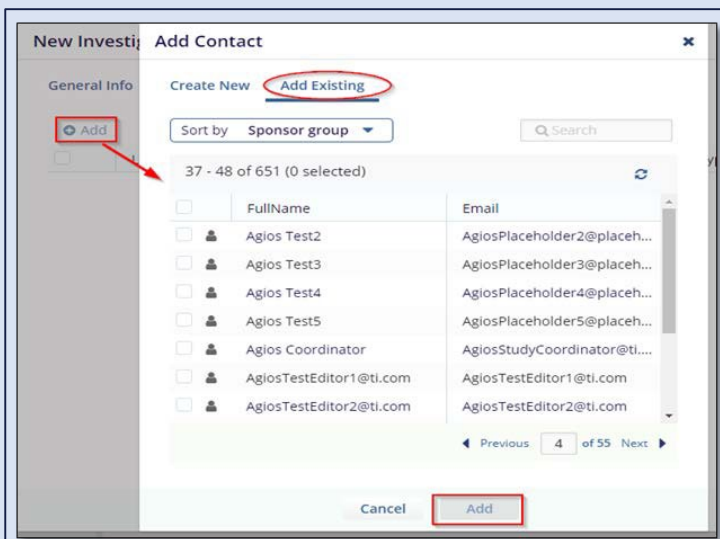 New Investig
Add Contact
General Info
Create New
Add Existing
Add
Sort by Sponsor group
Search
37 - 48 of 651 (0 selected)
FullName Email
Agios Test2 AgiosPlaceholder2@placeh...
Agios Test3 AgiosPlaceholder3@placeh...
Agios Test4 AgiosPlaceholder4@placeh...
Agios Test5 AgiosPlaceholder5@placeh...
Agios Coordinator AgiosStudyCoordinator@ti....
AgiosTestEditor1@ti.com AgiosTestEditor1@ti.com
AgiosTestEditor2@ti.com AgiosTestEditor2@ti.com
Previous 4 of 55 Next
Cancel Add